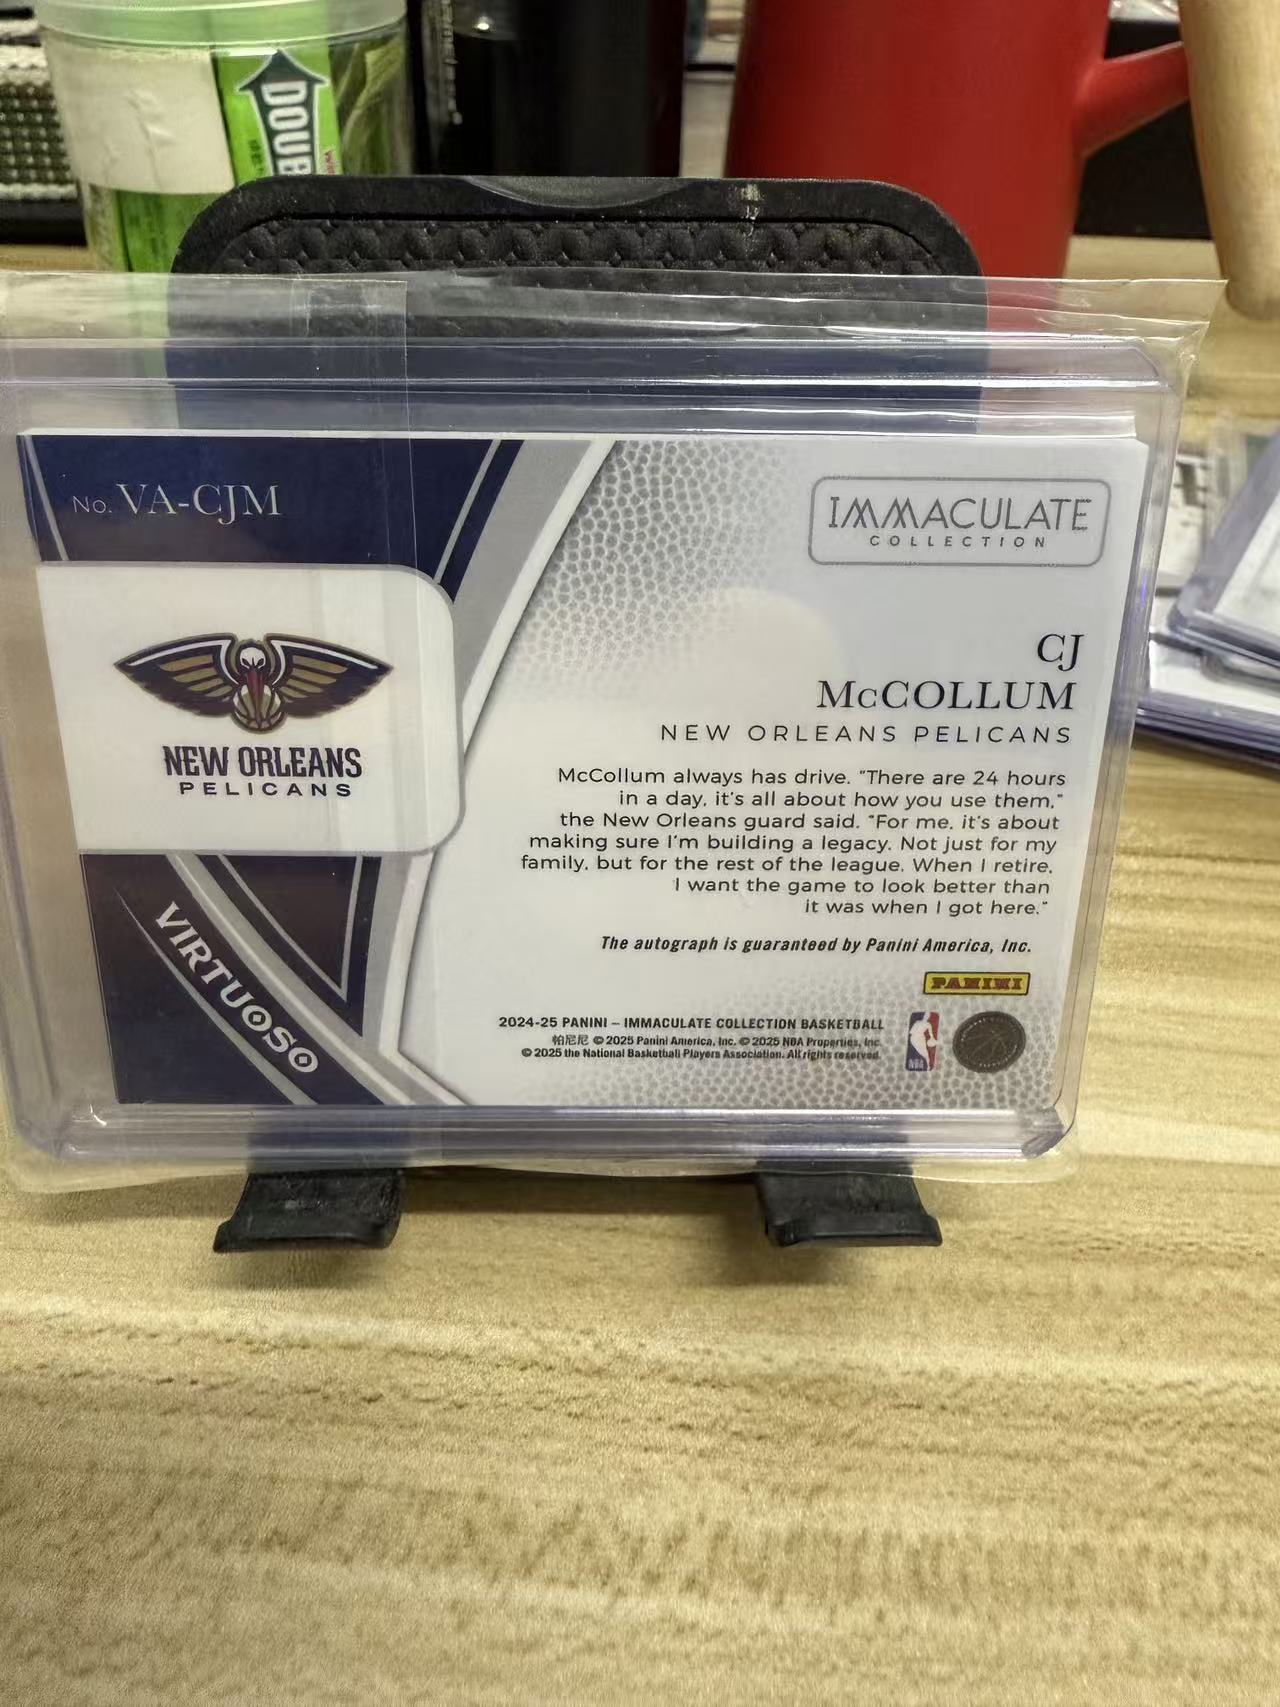 DOUB
No. VA-CJM
IMMACULATE
COLLECTION
NEW ORLEANS
PELICANS
VIRTUOSO
CJ
McCOLLUM
NEW ORLEANS PELICANS
McCollum always has drive. "There are 24 hours
in a day, it's all about how you use them,"
the New Orleans guard said. "For me, it's about
making sure I'm building a legacy. Not just for my
family, but for the rest of the league. When I retire,
I want the game to look better than
it was when I got here."
The autograph is guaranteed by Panini America, Inc.
PANINI
2024-25 PANINI – IMMACULATE COLLECTION BASKETBALL
帕尼尼 © 2025 Panini America, Inc. © 2025 NBA Properties, Inc.
© 2025 the National Basketball Players Association. All rights reserved.
NBA